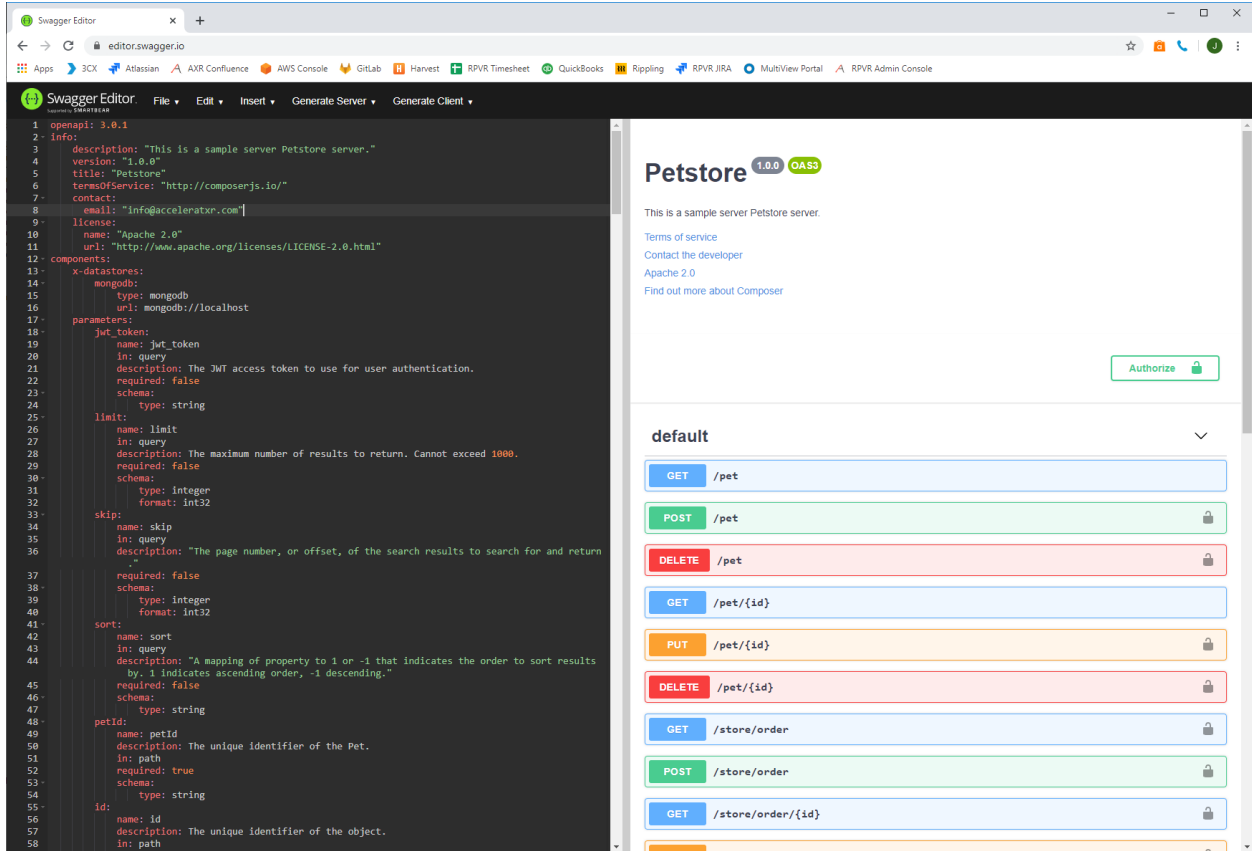 Swagger Editor
editor.swagger.io
J
Apps 3CX Atlassian AXR Confluence AWS Console GitLab Harvest RPVR Timesheet QuickBooks Rippling RPVR JIRA MultiView Portal RPVR Admin Console
Swagger Editor. File Edit Insert Generate Server Generate Client
Supported by SMARTBEAR
1 openapi: 3.0.1
2 info:
3 description: "This is a sample server Petstore server."
4 version: "1.0.0"
5 title: "Petstore"
6 termsOfService: "http://composerjs.io/"
7 contact:
8 email: "info@acceleratxr.com"
9 license:
10 name: "Apache 2.0"
11 url: "http://www.apache.org/licenses/LICENSE-2.0.html"
12 components:
13 x-datastores:
14 mongodb:
15 type: mongodb
16 url: mongodb://localhost
17 parameters:
18 jwt_token:
19 name: jwt_token
20 in: query
21 description: The JWT access token to use for user authentication.
22 required: false
23 schema:
24 type: string
25 limit:
26 name: limit
27 in: query
28 description: The maximum number of results to return. Cannot exceed 1000.
29 required: false
30 schema:
31 type: integer
32 format: int32
33 skip:
34 name: skip
35 in: query
36 description: "The page number, or offset, of the search results to search for and return
."
37 required: false
38 schema:
39 type: integer
40 format: int32
41 sort:
42 name: sort
43 in: query
44 description: "A mapping of property to 1 or -1 that indicates the order to sort results
by. 1 indicates ascending order, -1 descending."
45 required: false
46 schema:
47 type: string
48 petId:
49 name: petId
50 description: The unique identifier of the Pet.
51 in: path
52 required: true
53 schema:
54 type: string
55 id:
56 name: id
57 description: The unique identifier of the object.
58 in: path
Petstore 1.0.0 OAS3
This is a sample server Petstore server.
Terms of service
Contact the developer
Apache 2.0
Find out more about Composer
Authorize
default
GET /pet
POST /pet
DELETE /pet
GET /pet/{id}
PUT /pet/{id}
DELETE /pet/{id}
GET /store/order
POST /store/order
GET /store/order/{id}